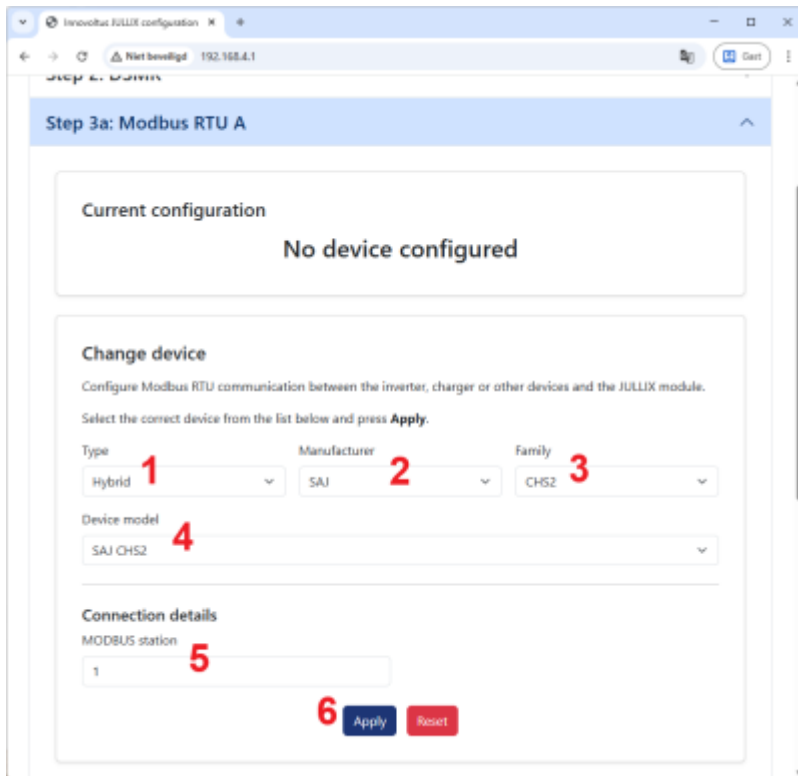 Innovoltus JULLIX configuration
Niet beveiligd 192.168.4.1 Gast
Step 2: DSMR
Step 3a: Modbus RTU A
Current configuration
No device configured
Change device
Configure Modbus RTU communication between the inverter, charger or other devices and the JULLIX module.
Select the correct device from the list below and press Apply.
Type Manufacturer Family
1 2 3
Hybrid SAJ CHS2
Device model
4
SAJ CHS2
Connection details
MODBUS station
5
1
6 Apply Reset